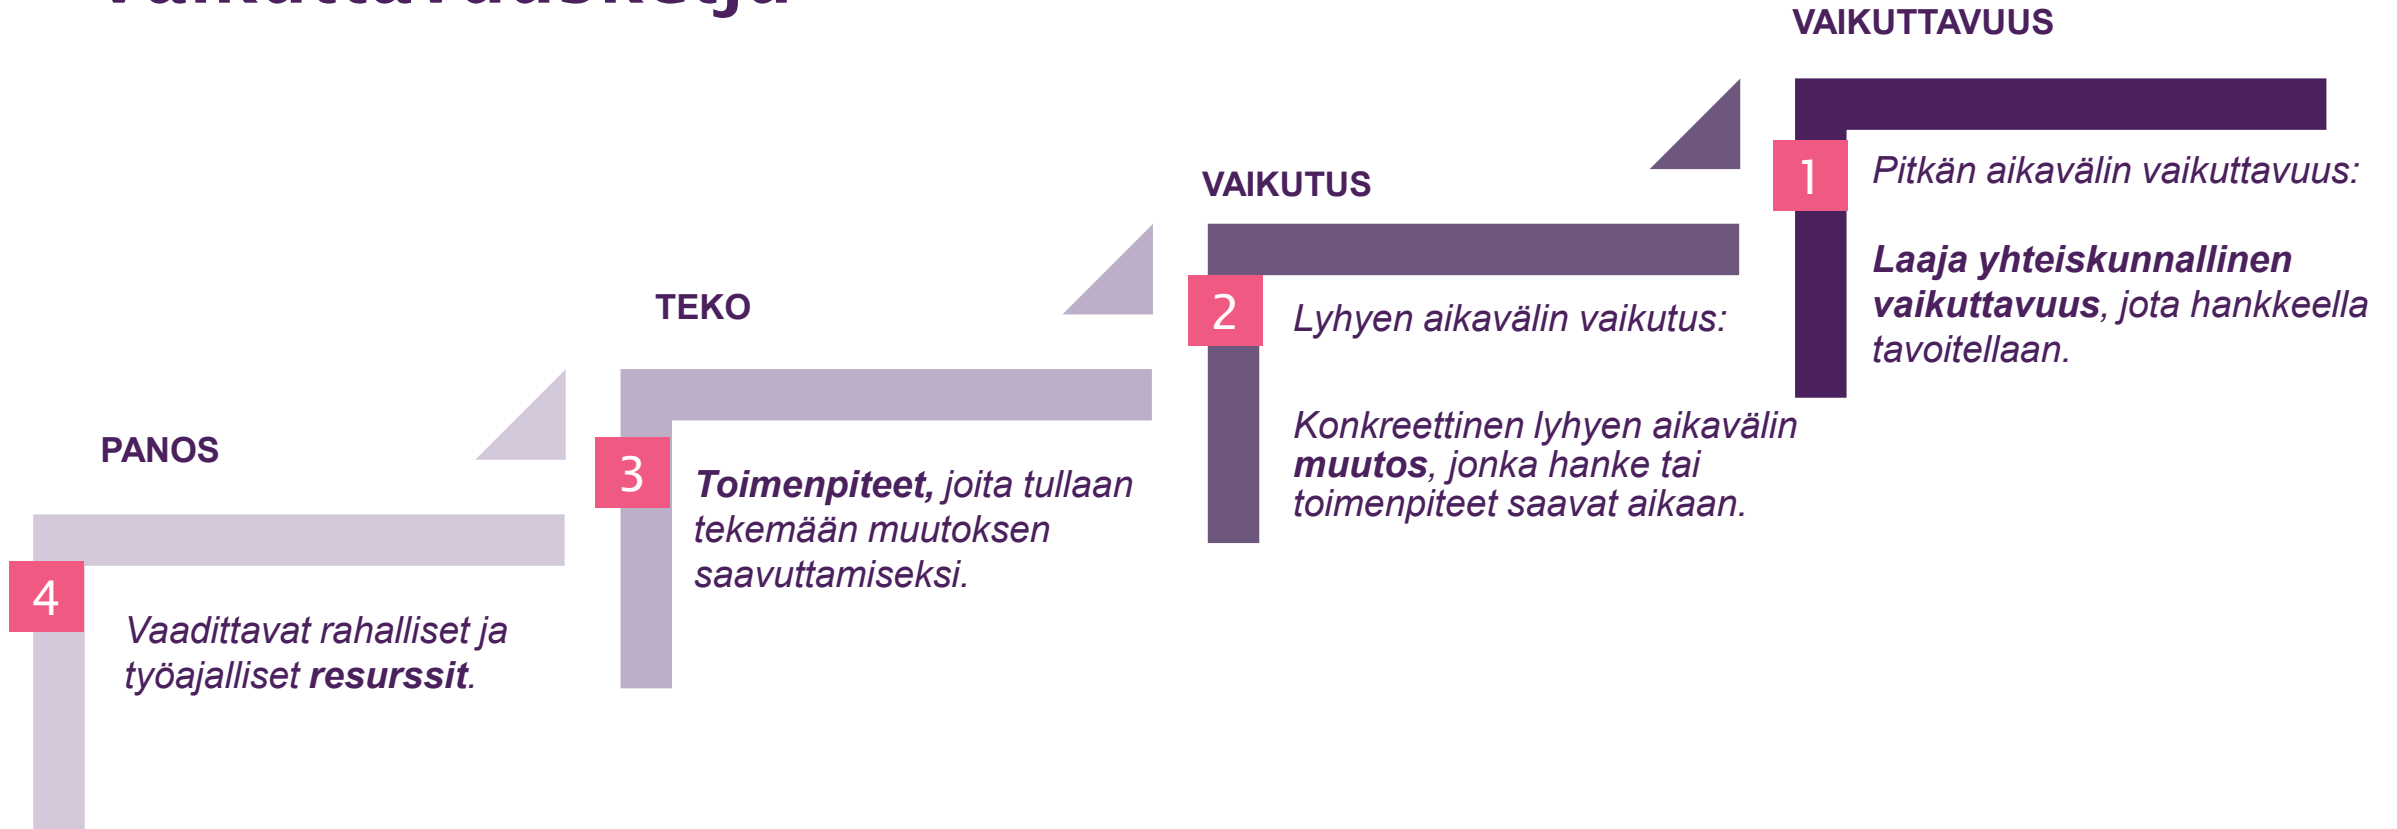 Vaikuttavuusketju
VAIKUTTAVUUS
1
Pitkän aikavälin vaikuttavuus:
Laaja yhteiskunnallinen
vaikuttavuus, jota hankkeella
tavoitellaan.
VAIKUTUS
2
Lyhyen aikavälin vaikutus:
Konkreettinen lyhyen aikavälin
muutos, jonka hanke tai
toimenpiteet saavat aikaan.
TEKO
3
Toimenpiteet, joita tullaan
tekemään muutoksen
saavuttamiseksi.
PANOS
4
Vaadittavat rahalliset ja
työajalliset resurssit.